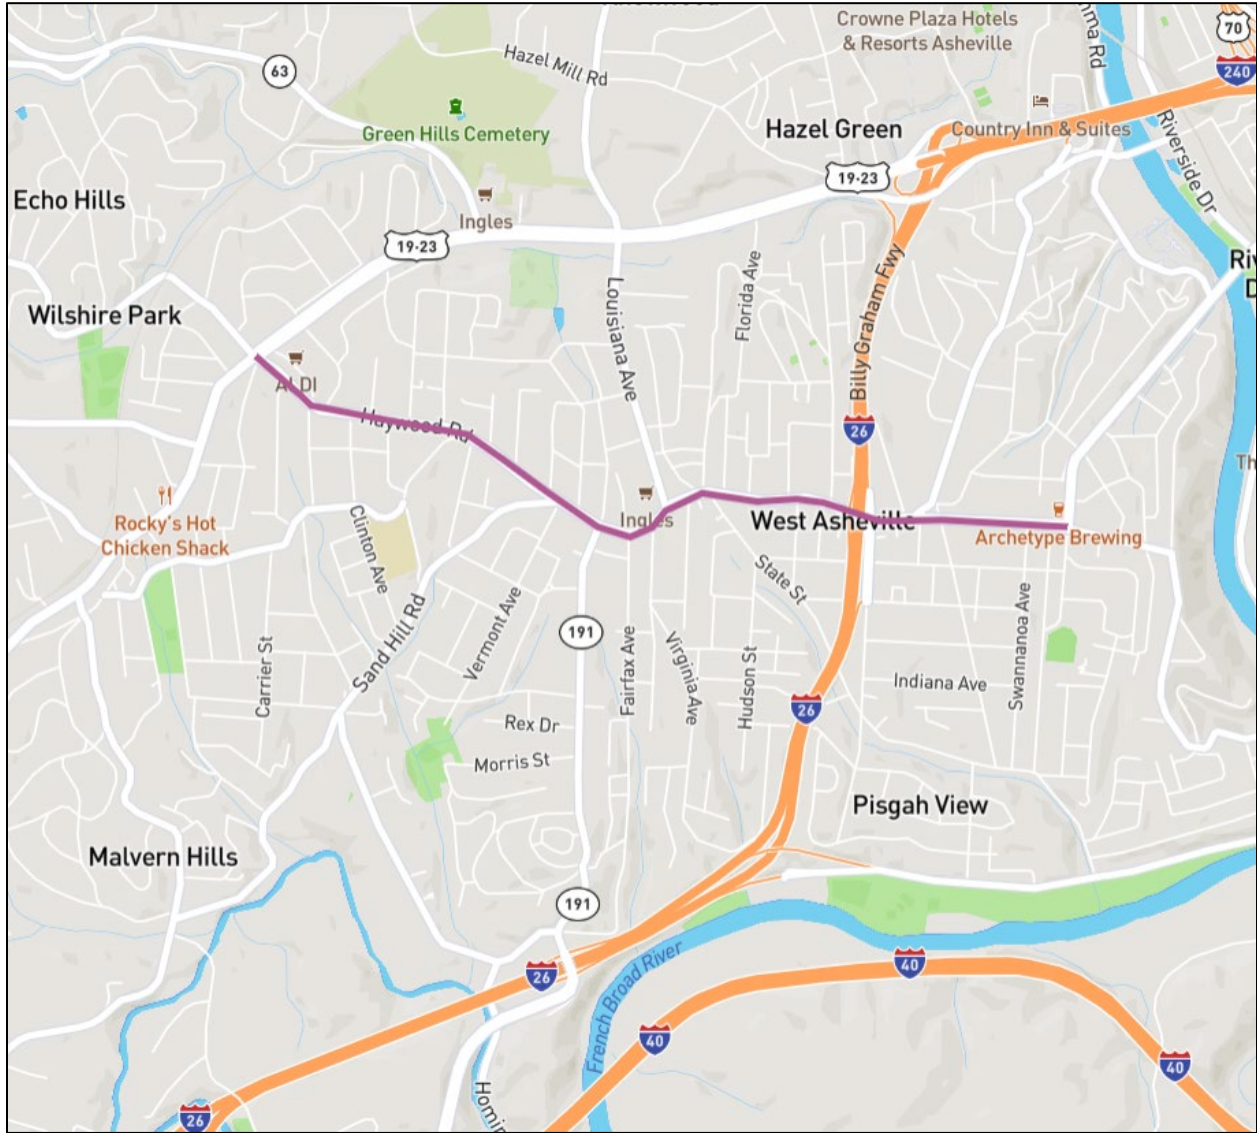 Crowne Plaza Hotels
& Resorts Asheville
70
Hazel Mill Rd
63
240
Green Hills Cemetery
Hazel Green
Country Inn & Suites
Riverside Dr
19·23
Echo Hills
Ingles
19·23
Wilshire Park
Louisiana Ave
Florida Ave
Billy Graham Fwy
ALDI
Haywood Rd
26
Rocky's Hot
Chicken Shack
Ingles
West Asheville
Archetype Brewing
Clinton Ave
State St
Sand Hill Rd
Vermont Ave
191
Fairfax Ave
Virginia Ave
Hudson St
Swannanoa Ave
Indiana Ave
Carrier St
26
Rex Dr
Morris St
Pisgah View
Malvern Hills
191
26
French Broad River
40
40
40
26